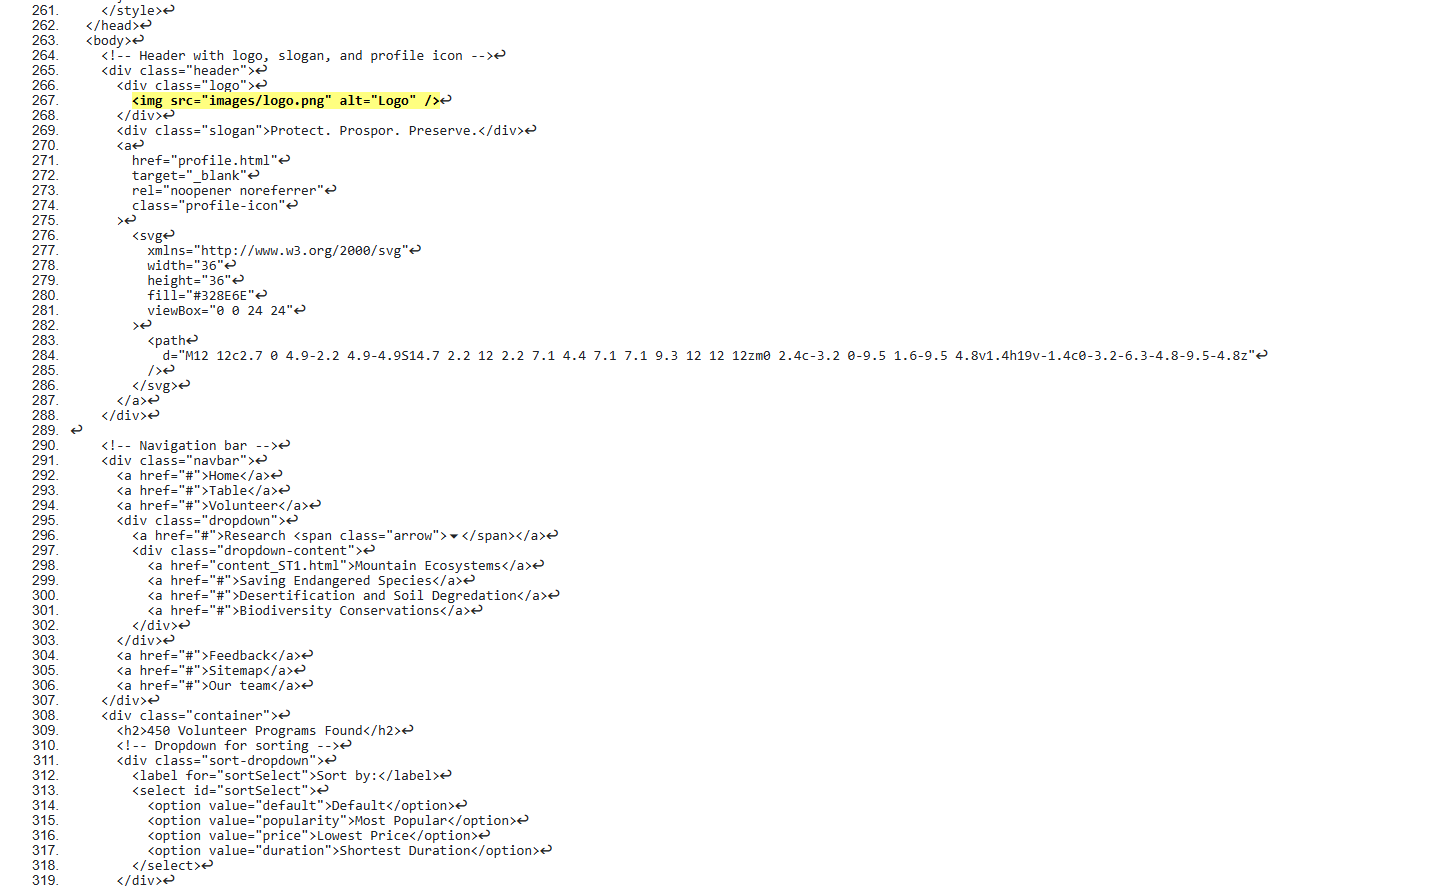 261. </style>↩
262. </head>↩
263. <body>↩
264. <!-- Header with logo, slogan, and profile icon -->↩
265. <div class="header">↩
266. <div class="logo">↩
267. <img src="images/logo.png" alt="Logo" />↩
268. </div>↩
269. <div class="slogan">Protect. Prospor. Preserve.</div>↩
270. <a↩
271. href="profile.html"↩
272. target="_blank"↩
273. rel="noopener noreferrer"↩
274. class="profile-icon"↩
275. >↩
276. <svg↩
277. xmlns="http://www.w3.org/2000/svg"↩
278. width="36"↩
279. height="36"↩
280. fill="#328E6E"↩
281. viewBox="0 0 24 24"↩
282. >↩
283. <path↩
284. d="M12 12c2.7 0 4.9-2.2 4.9-4.9S14.7 2.2 12 2.2 7.1 4.4 7.1 7.1 9.3 12 12 12zm0 2.4c-3.2 0-9.5 1.6-9.5 4.8v1.4h19v-1.4c0-3.2-6.3-4.8-9.5-4.8z"↩
285. />↩
286. </svg>↩
287. </a>↩
288. </div>↩
289. ↩
290. <!-- Navigation bar -->↩
291. <div class="navbar">↩
292. <a href="#">Home</a>↩
293. <a href="#">Table</a>↩
294. <a href="#">Volunteer</a>↩
295. <div class="dropdown">↩
296. <a href="#">Research <span class="arrow">▾</span></a>↩
297. <div class="dropdown-content">↩
298. <a href="content_ST1.html">Mountain Ecosystems</a>↩
299. <a href="#">Saving Endangered Species</a>↩
300. <a href="#">Desertification and Soil Degredation</a>↩
301. <a href="#">Biodiversity Conservations</a>↩
302. </div>↩
303. </div>↩
304. <a href="#">Feedback</a>↩
305. <a href="#">Sitemap</a>↩
306. <a href="#">Our team</a>↩
307. </div>↩
308. <div class="container">↩
309. <h2>450 Volunteer Programs Found</h2>↩
310. <!-- Dropdown for sorting -->↩
311. <div class="sort-dropdown">↩
312. <label for="sortSelect">Sort by:</label>↩
313. <select id="sortSelect">↩
314. <option value="default">Default</option>↩
315. <option value="popularity">Most Popular</option>↩
316. <option value="price">Lowest Price</option>↩
317. <option value="duration">Shortest Duration</option>↩
318. </select>↩
319. </div>↩